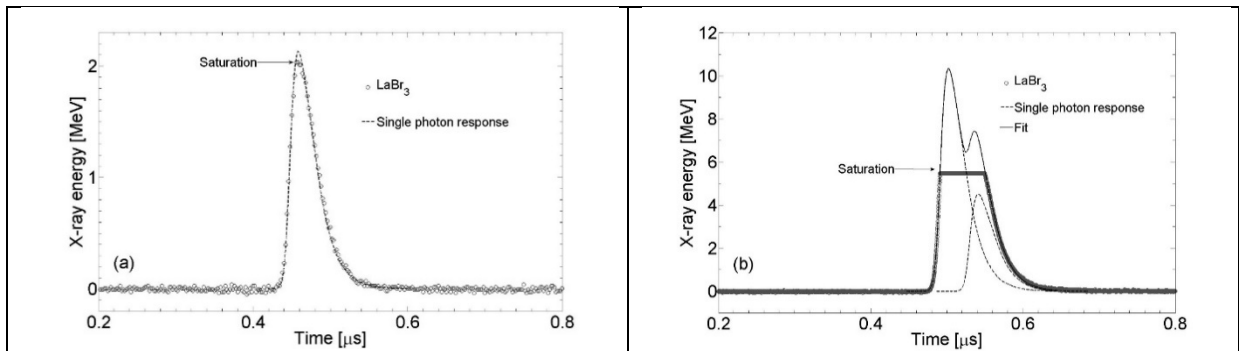 2
1
0
Saturation
LaBr3
Single photon response
X-ray energy [MeV]
(a)
0.2 0.4 0.6 0.8
Time [μs]
12
10
8
6
4
2
0
LaBr3
Single photon response
Fit
Saturation
X-ray energy [MeV]
(b)
0.2 0.4 0.6 0.8
Time [μs]